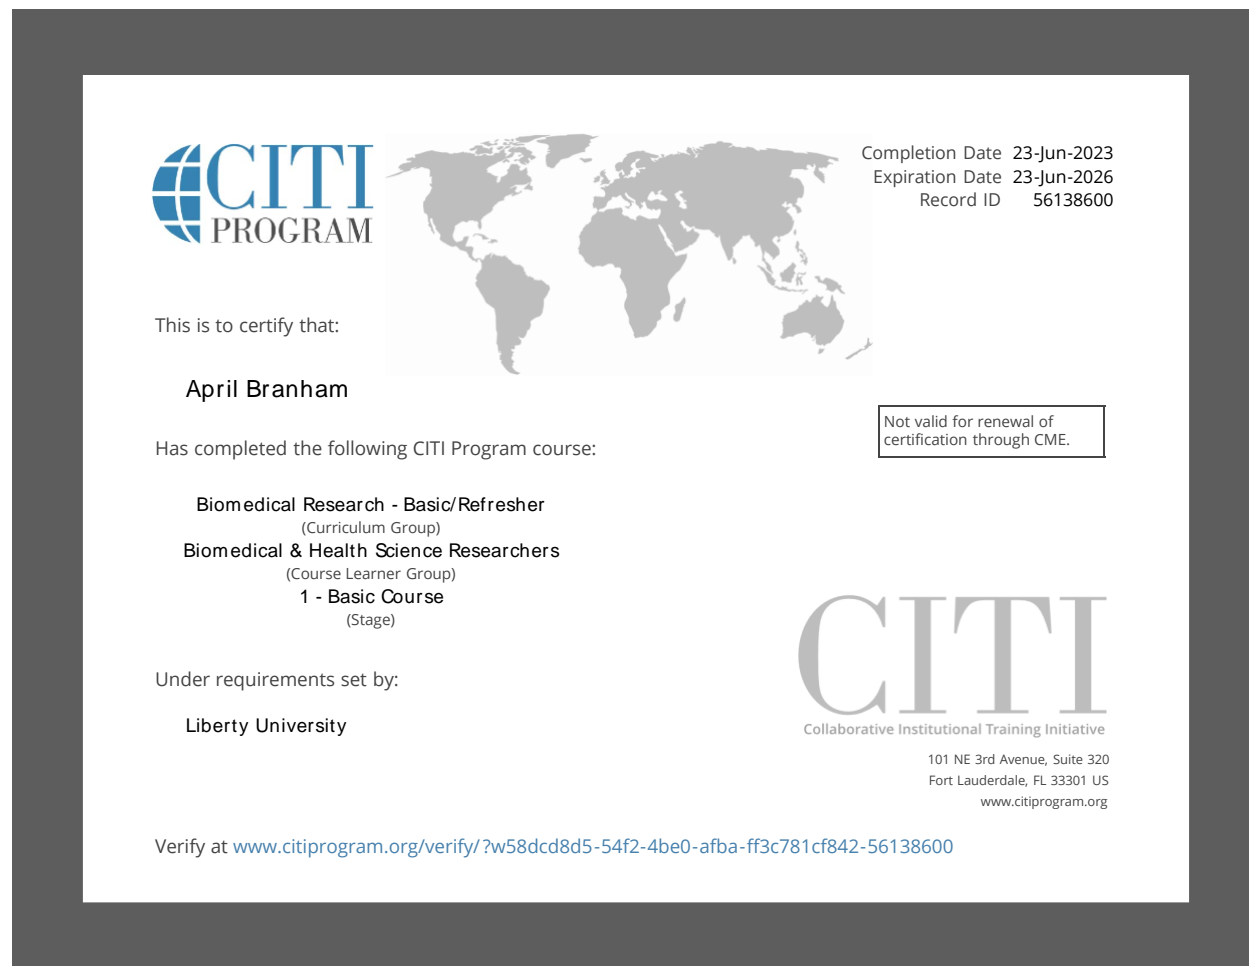 CITI
PROGRAM
Completion Date 23-Jun-2023
Expiration Date 23-Jun-2026
Record ID 56138600
This is to certify that:
April Branham
Not valid for renewal of
certification through CME.
Has completed the following CITI Program course:
Biomedical Research - Basic/Refresher
(Curriculum Group)
Biomedical & Health Science Researchers
(Course Learner Group)
1 - Basic Course
(Stage)
Under requirements set by:
Liberty University
CITI
Collaborative Institutional Training Initiative
101 NE 3rd Avenue, Suite 320
Fort Lauderdale, FL 33301 US
www.citiprogram.org
Verify at www.citiprogram.org/verify/?w58dcd8d5-54f2-4be0-afba-ff3c781cf842-56138600